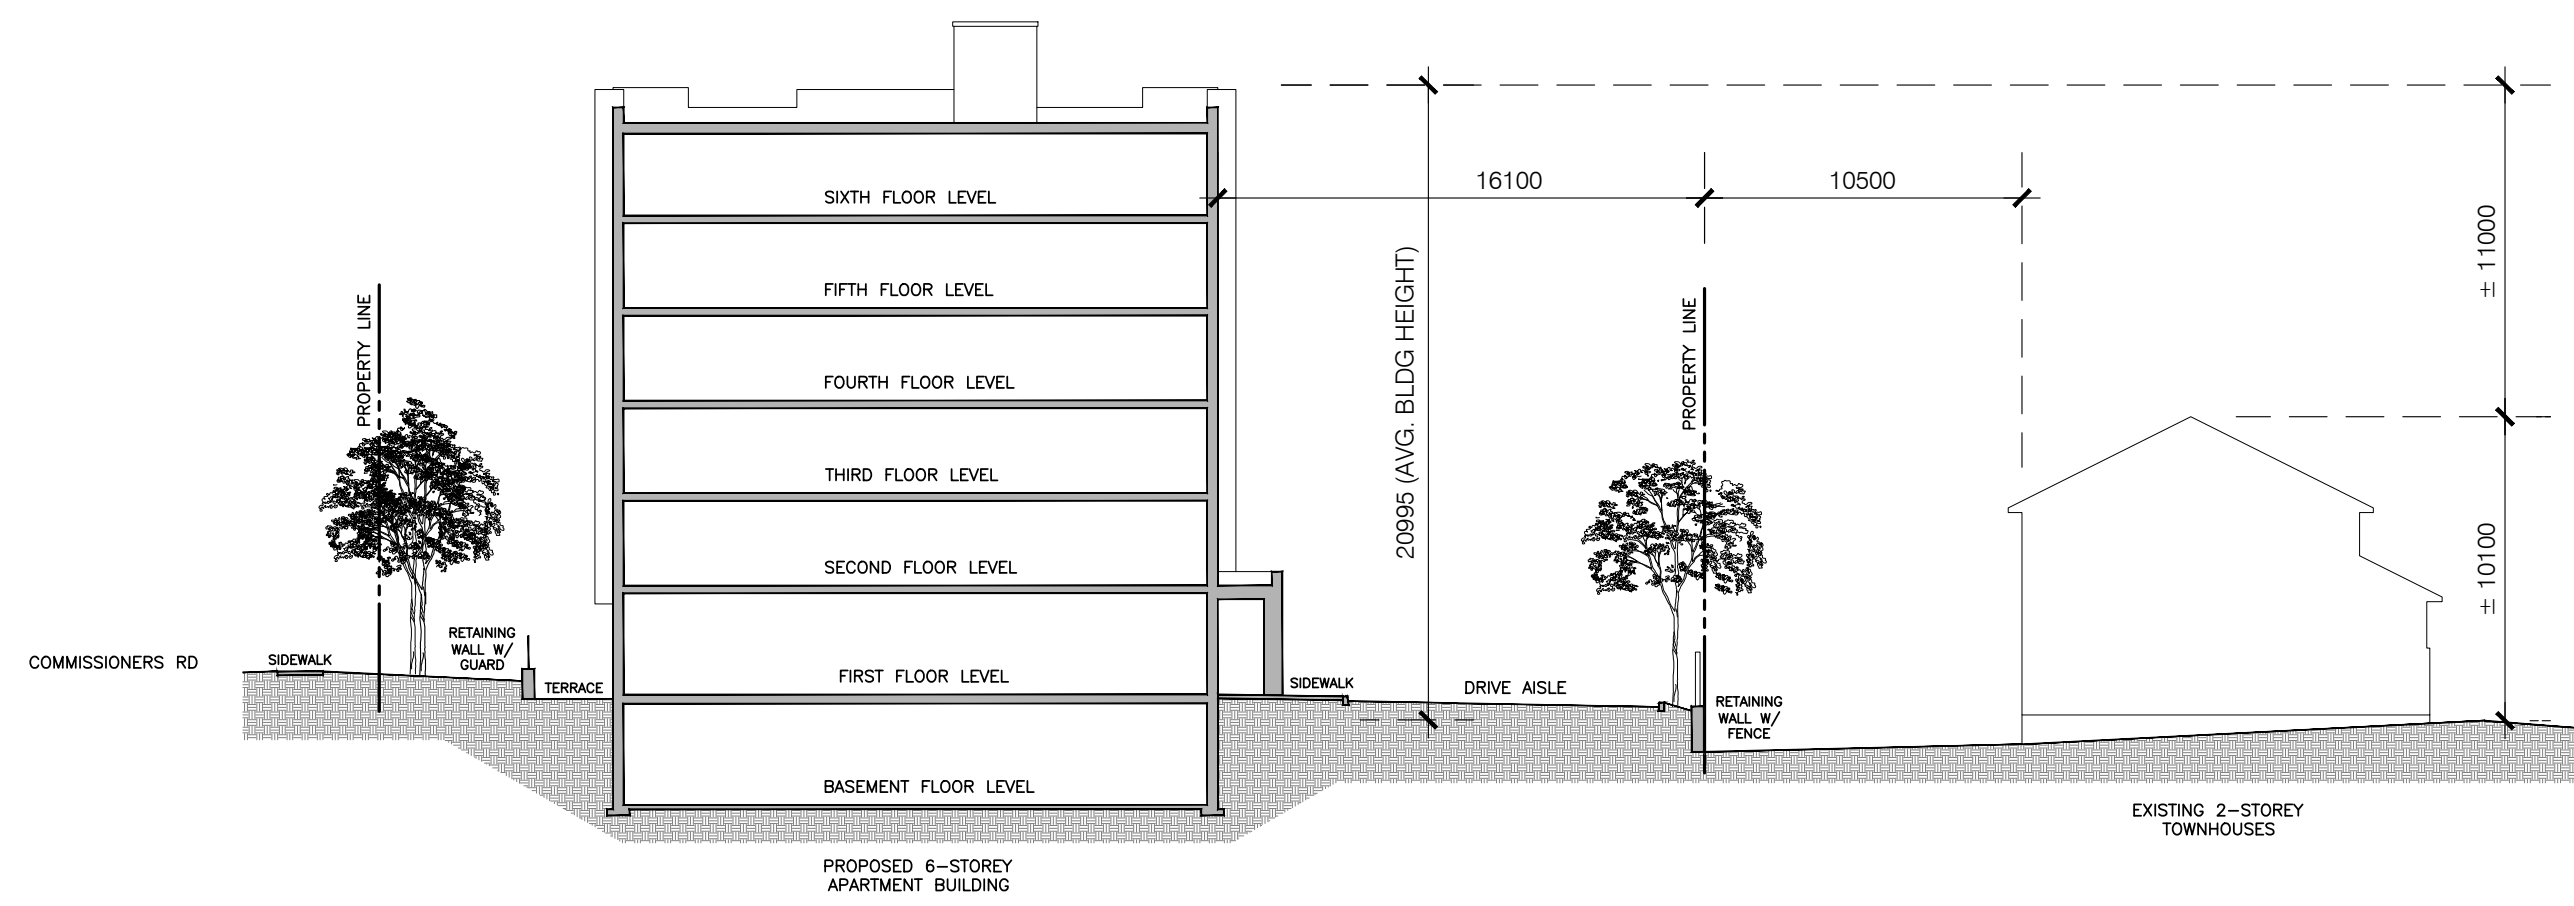 16100
10500
SIXTH FLOOR LEVEL
± 11000
20995 (AVG. BLDG HEIGHT)
FIFTH FLOOR LEVEL
PROPERTY LINE
PROPERTY LINE
FOURTH FLOOR LEVEL
THIRD FLOOR LEVEL
± 10100
SECOND FLOOR LEVEL
RETAINING
WALL W/
GUARD
COMMISSIONERS RD
SIDEWALK
FIRST FLOOR LEVEL
TERRACE
SIDEWALK
DRIVE AISLE
RETAINING
WALL W/
FENCE
BASEMENT FLOOR LEVEL
EXISTING 2-STOREY
TOWNHOUSES
PROPOSED 6-STOREY
APARTMENT BUILDING